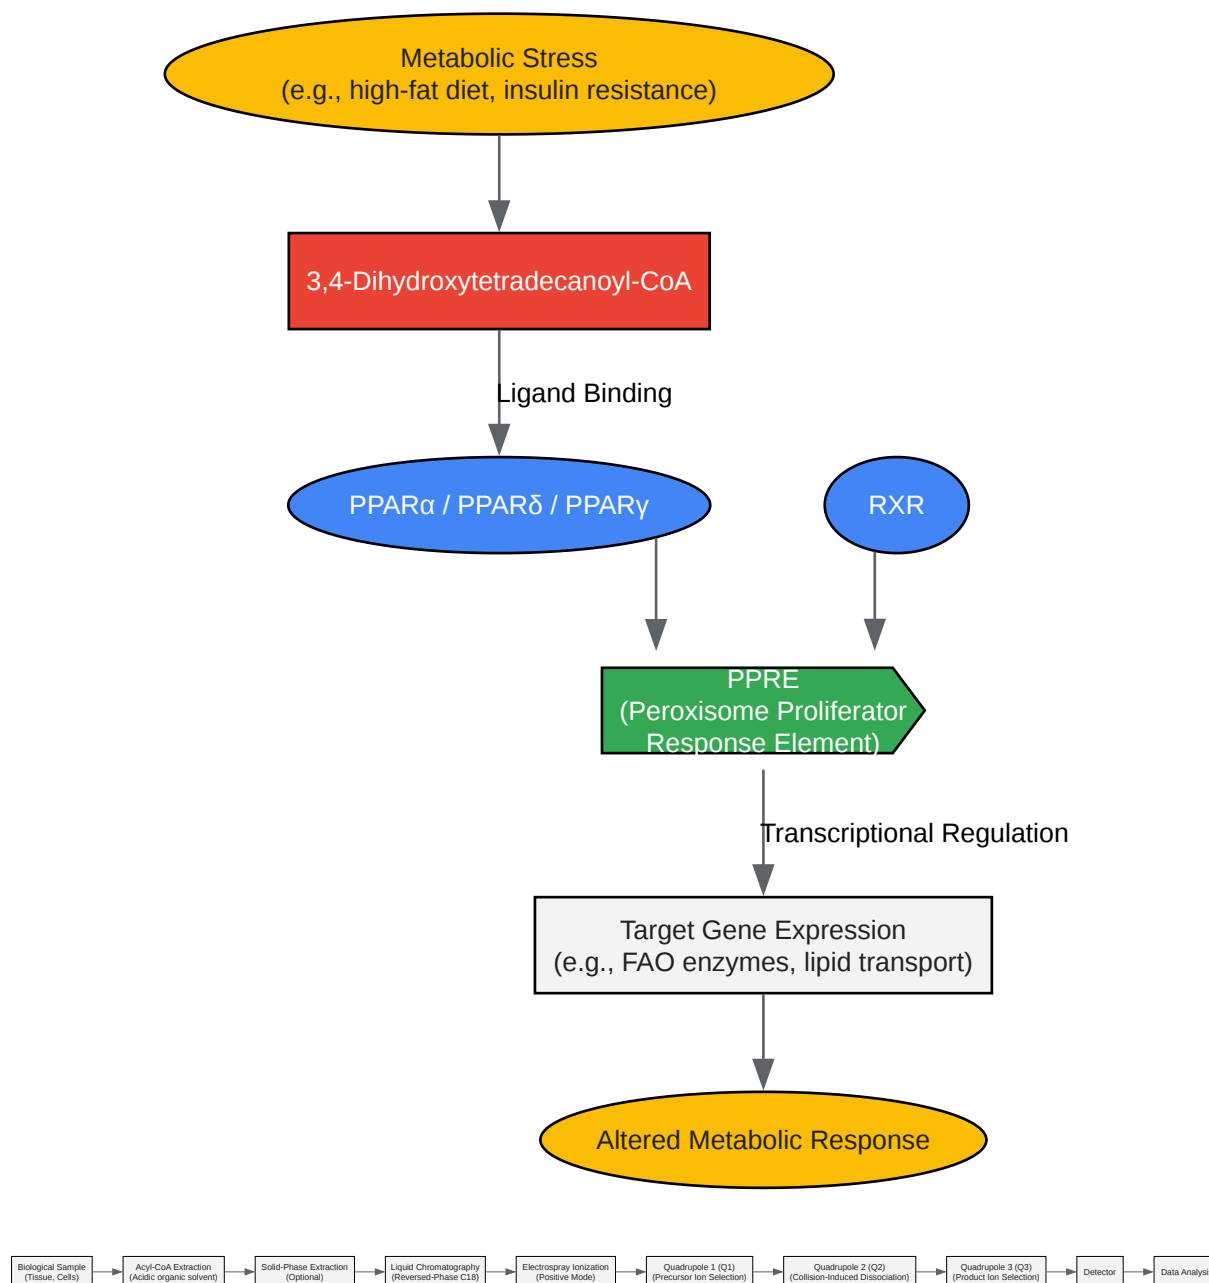 Metabolic Stress
(e.g., high-fat diet, insulin resistance)
3,4-Dihydroxytetradecanoyl-CoA
Ligand Binding
PPARα / PPARδ / PPARγ
RXR
PPRE
(Peroxisome Proliferator
Response Element)
Transcriptional Regulation
Target Gene Expression
(e.g., FAO enzymes, lipid transport)
Altered Metabolic Response
Biological Sample
(Tissue, Cells)
Acyl-CoA Extraction
(Acidic organic solvent)
Solid-Phase Extraction
(Optional)
Liquid Chromatography
(Reversed-Phase C18)
Electrospray Ionization
(Positive Mode)
Quadrupole 1 (Q1)
(Precursor Ion Selection)
Quadrupole 2 (Q2)
(Collision-Induced Dissociation)
Quadrupole 3 (Q3)
(Product Ion Selection)
Detector
Data Analysis